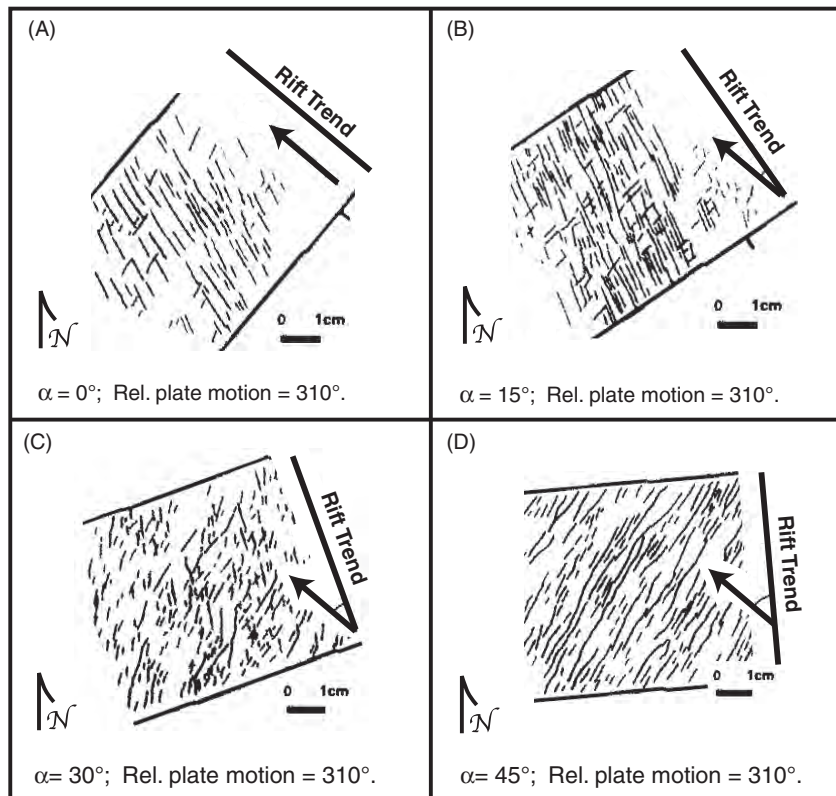 (A)
Rift Trend
N
0 1cm
α = 0°; Rel. plate motion = 310°.
(B)
Rift Trend
N
0 1cm
α = 15°; Rel. plate motion = 310°.
(C)
Rift Trend
N
0 1cm
α= 30°; Rel. plate motion = 310°.
(D)
Rift Trend
N
0 1cm
α= 45°; Rel. plate motion = 310°.